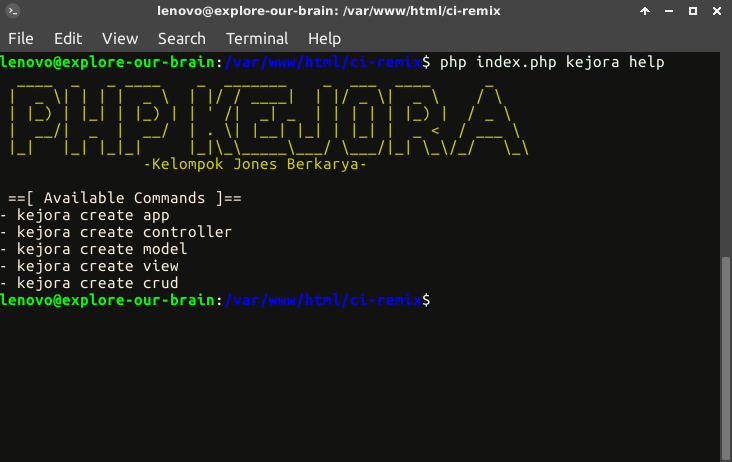 lenovo@explore-our-brain: /var/www/html/ci-remix
File Edit View Search Terminal Help
lenovo@explore-our-brain:/var/www/html/ci-remix$ php index.php kejora help
PHP KEJORA
-Kelompok Jones Berkarya-
==[ Available Commands ]==
- kejora create app
- kejora create controller
- kejora create model
- kejora create view
- kejora create crud
lenovo@explore-our-brain:/var/www/html/ci-remix$